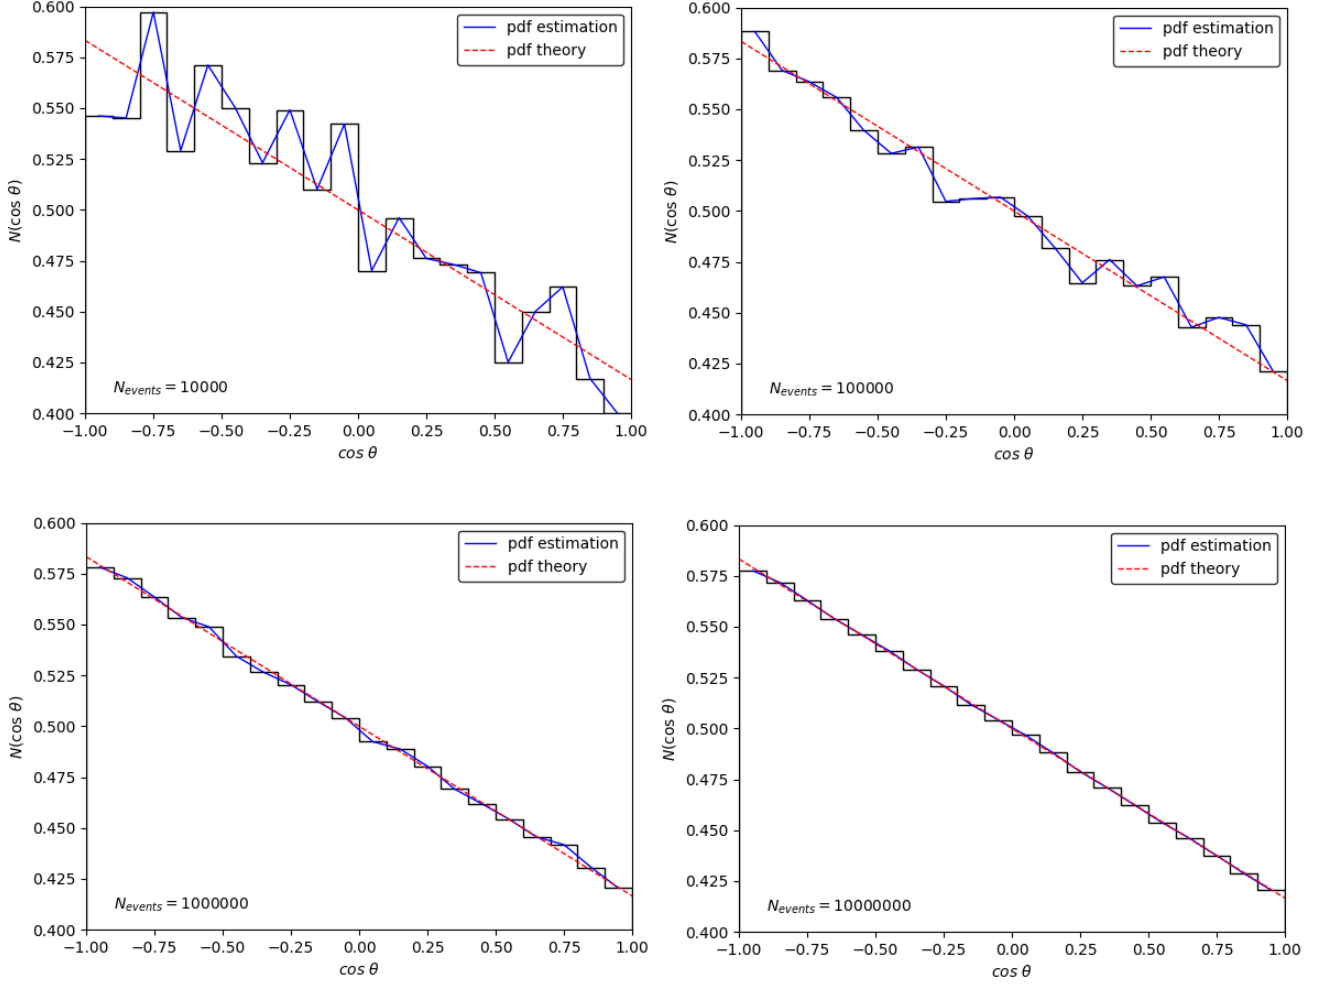 0.600
0.575
0.550
0.525
0.500
0.475
0.450
0.425
0.400
N(cos θ)
pdf estimation
pdf theory
N_events = 10000
−1.00 −0.75 −0.50 −0.25 0.00 0.25 0.50 0.75 1.00
cos θ
0.600
0.575
0.550
0.525
0.500
0.475
0.450
0.425
0.400
N(cos θ)
pdf estimation
pdf theory
N_events = 100000
−1.00 −0.75 −0.50 −0.25 0.00 0.25 0.50 0.75 1.00
cos θ
0.600
0.575
0.550
0.525
0.500
0.475
0.450
0.425
0.400
N(cos θ)
pdf estimation
pdf theory
N_events = 1000000
−1.00 −0.75 −0.50 −0.25 0.00 0.25 0.50 0.75 1.00
cos θ
0.600
0.575
0.550
0.525
0.500
0.475
0.450
0.425
0.400
N(cos θ)
pdf estimation
pdf theory
N_events = 10000000
−1.00 −0.75 −0.50 −0.25 0.00 0.25 0.50 0.75 1.00
cos θ